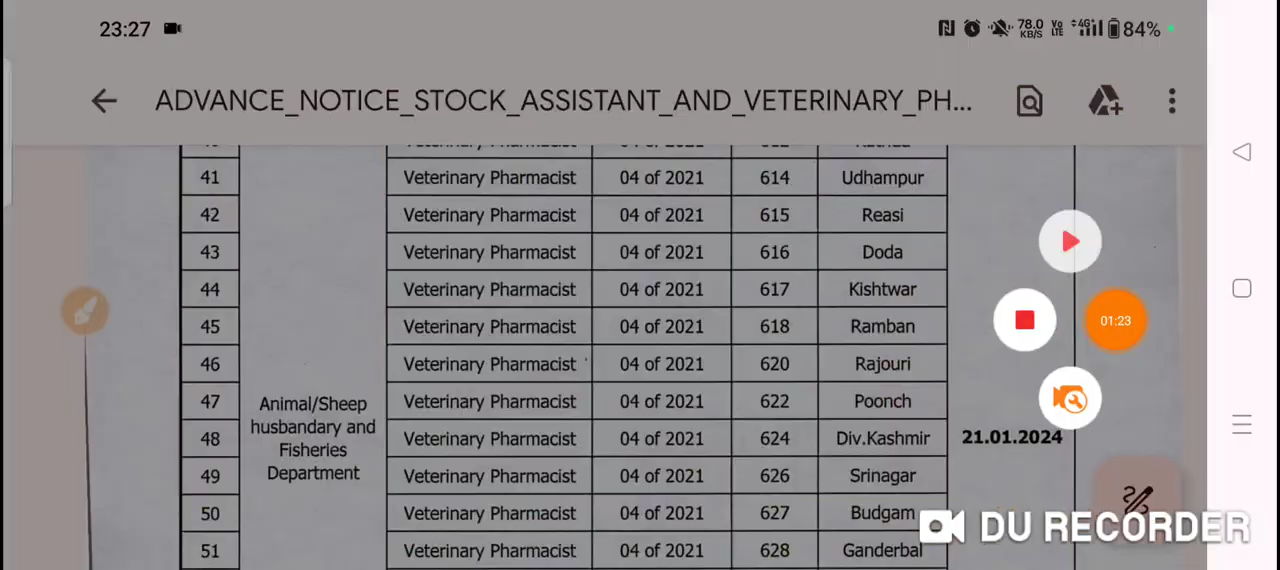 23:27
78.0 KB/S Vo LTE 4G 84%
ADVANCE_NOTICE_STOCK_ASSISTANT_AND_VETERINARY_PH...
41 Veterinary Pharmacist 04 of 2021 614 Udhampur
42 Veterinary Pharmacist 04 of 2021 615 Reasi
43 Veterinary Pharmacist 04 of 2021 616 Doda
44 Veterinary Pharmacist 04 of 2021 617 Kishtwar
45 Veterinary Pharmacist 04 of 2021 618 Ramban
01:23
46 Veterinary Pharmacist 04 of 2021 620 Rajouri
47 Veterinary Pharmacist 04 of 2021 622 Poonch
Animal/Sheep
husbandary and
Fisheries
Department
48 Veterinary Pharmacist 04 of 2021 624 Div.Kashmir 21.01.2024
49 Veterinary Pharmacist 04 of 2021 626 Srinagar
50 Veterinary Pharmacist 04 of 2021 627 Budgam
51 Veterinary Pharmacist 04 of 2021 628 Ganderbal
DU RECORDER